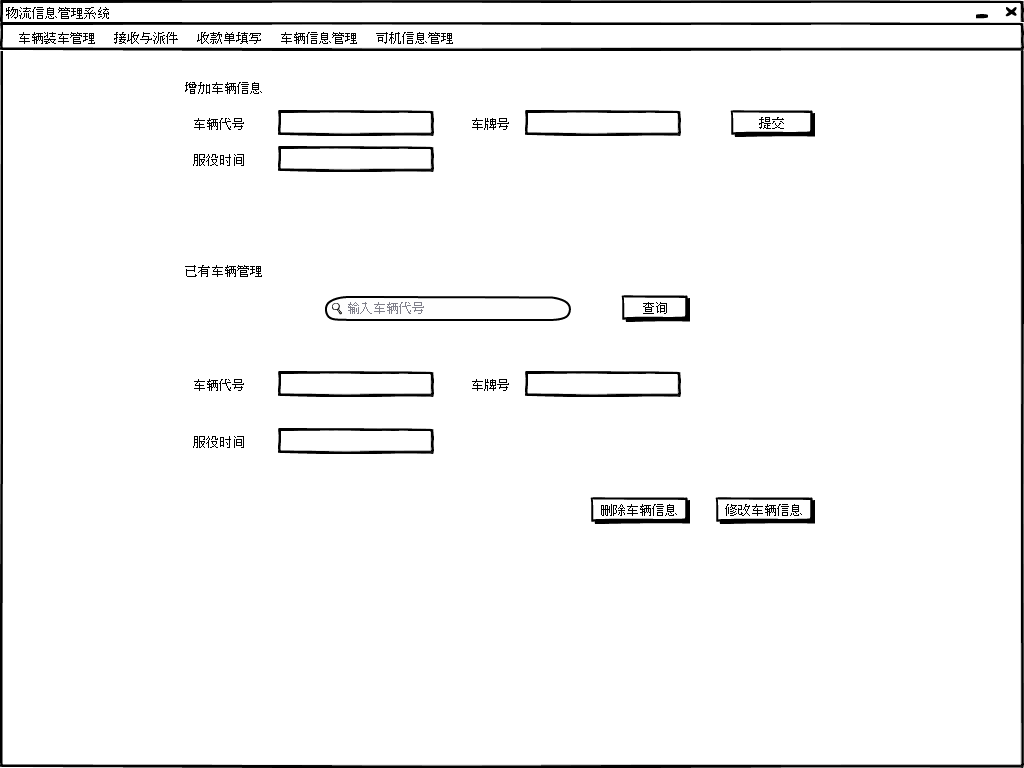 物流信息管理系统
车辆装车管理 接收与派件 收款单填写 车辆信息管理 司机信息管理
增加车辆信息
车辆代号 车牌号 提交
服役时间
已有车辆管理
输入车辆代号 查询
车辆代号 车牌号
服役时间
删除车辆信息 修改车辆信息